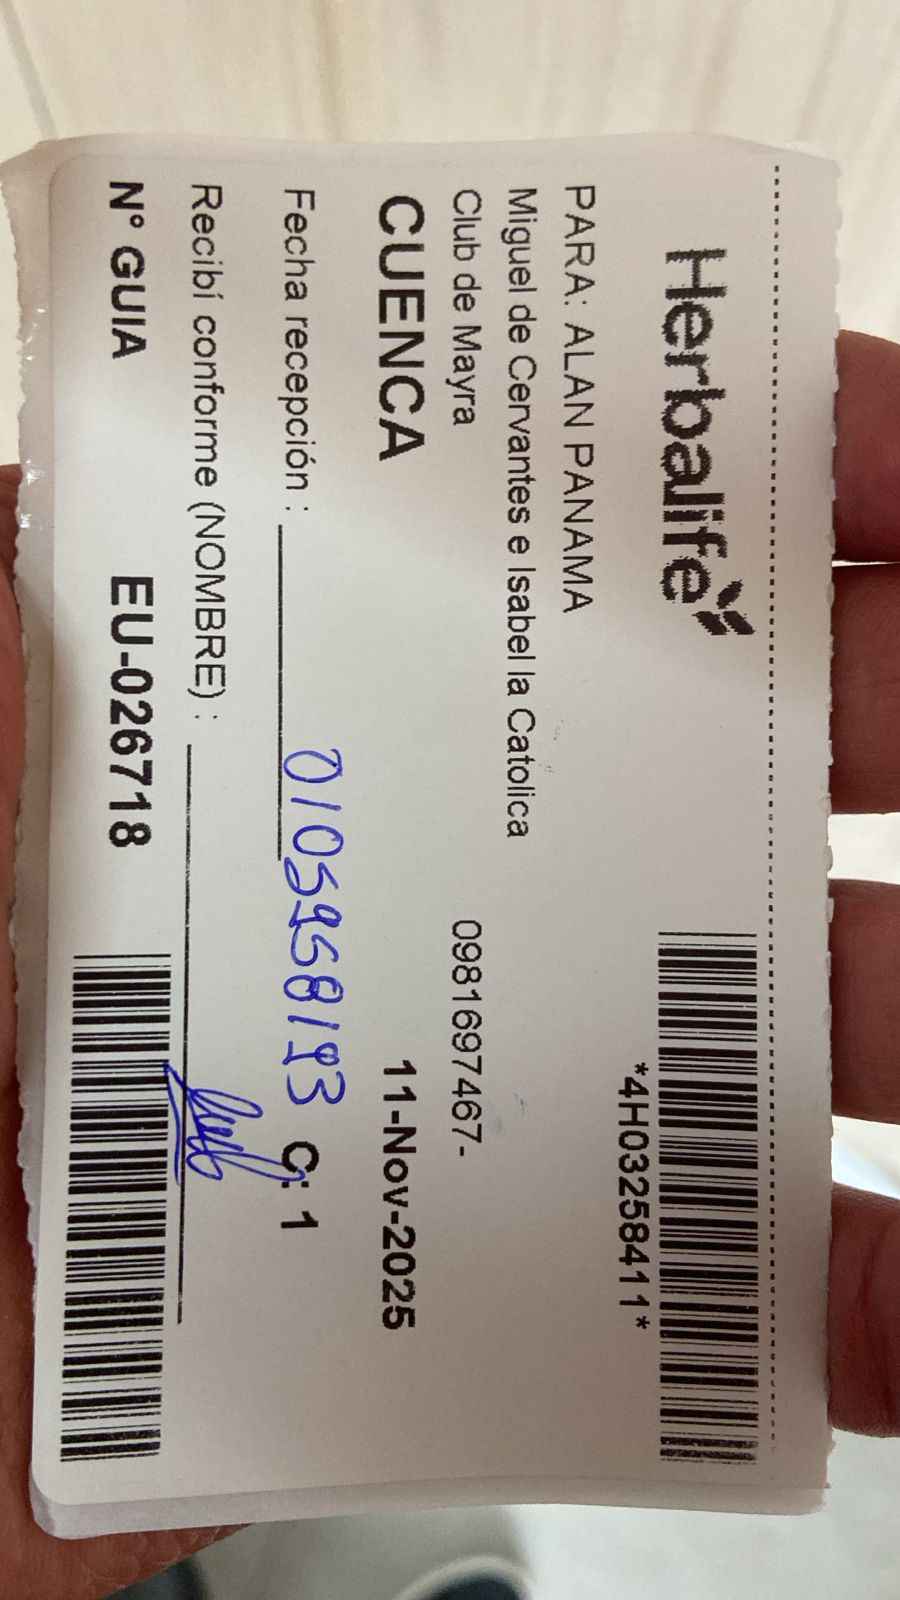 Herbalife
*4H03258411*
PARA: ALAN PANAMA
Miguel de Cervantes e Isabel la Catolica
Club de Mayra 0981697467-
CUENCA 11-Nov-2025
Fecha recepción : 0105958193 C: 1
Recibí conforme (NOMBRE) :
N° GUIA EU-026718